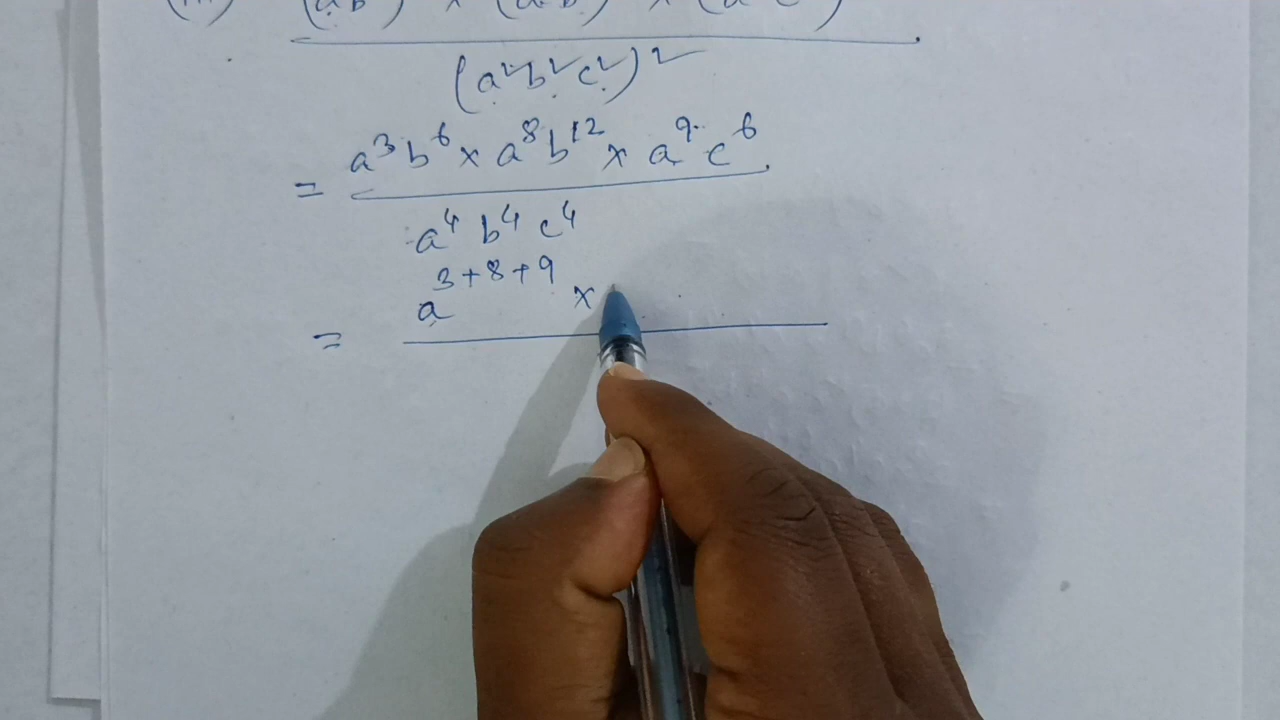 (a²b²c²)²
= a³b⁶ × a⁸b¹² × a⁹c⁶
a⁴ b⁴ c⁴
= a³⁺⁸⁺⁹ ×